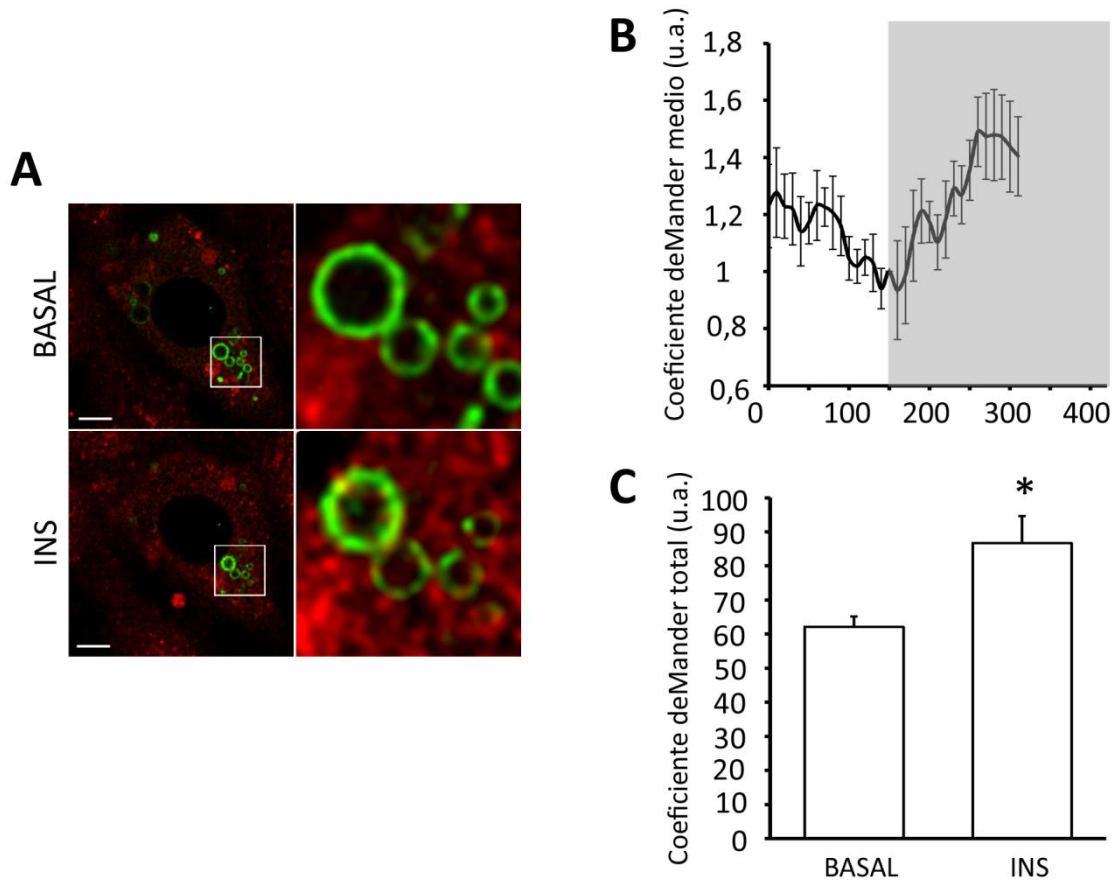 A
BASAL
INS
B
Coeficiente deMander medio (u.a.)
1,8
1,6
1,4
1,2
1
0,8
0,6
0 100 200 300 400
C
Coeficiente deMander total (u.a.)
100
90
80
70
60
50
40
30
20
10
0
*
BASAL INS